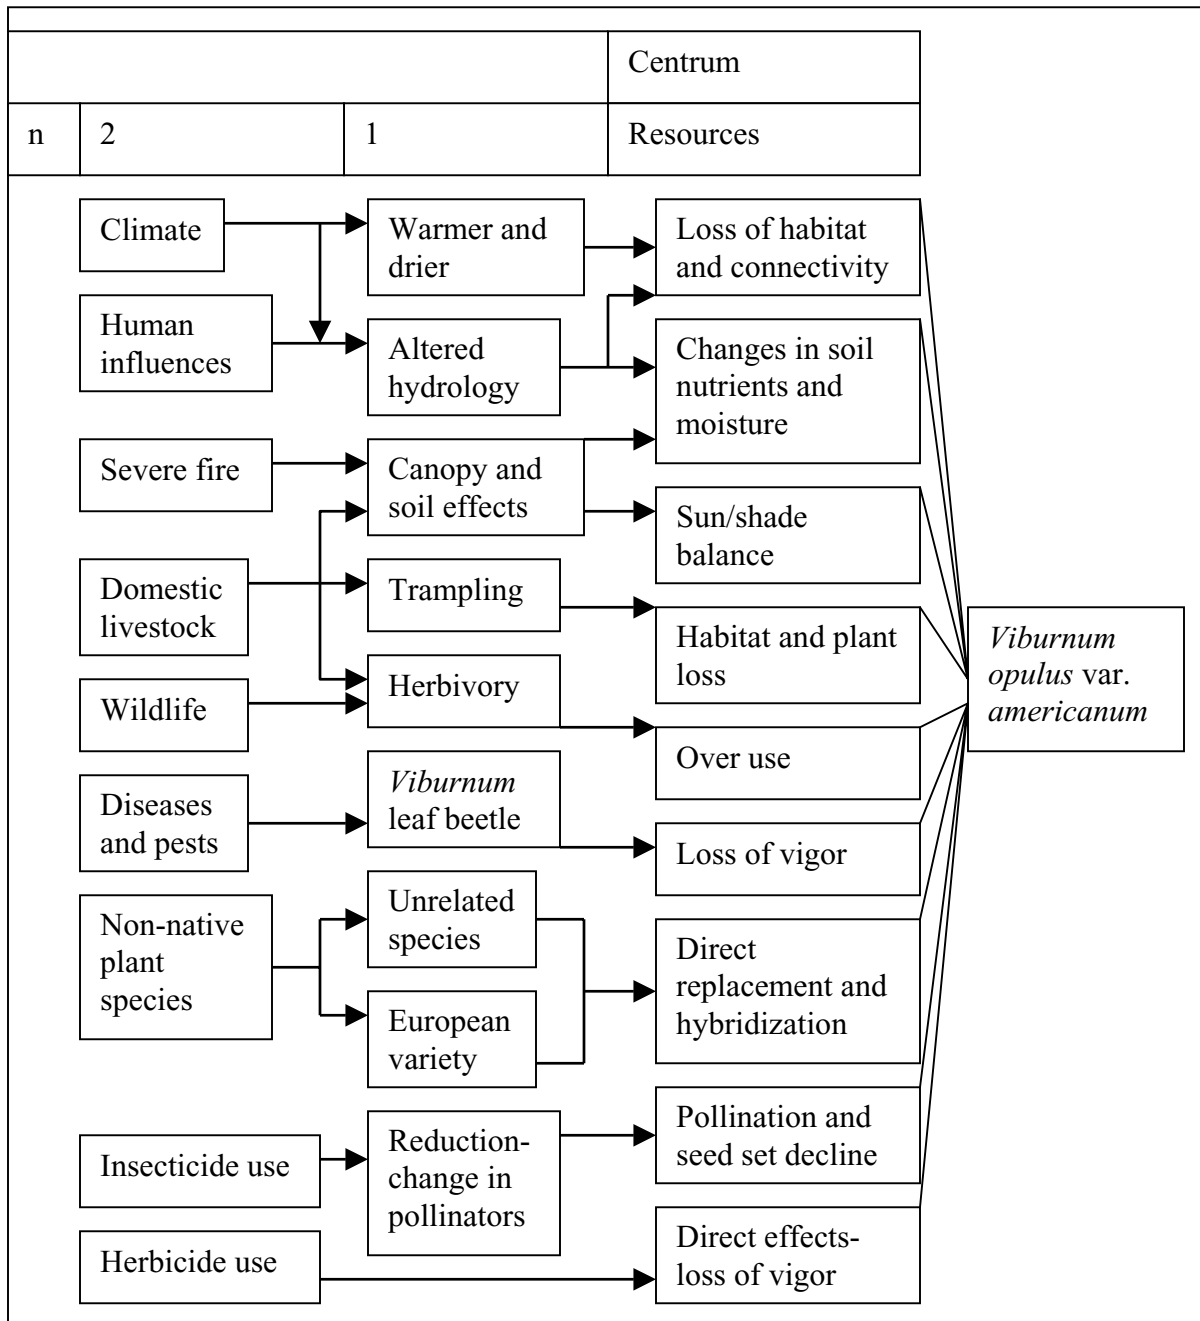 Centrum
n
2
1
Resources
Climate
Warmer and
drier
Loss of habitat
and connectivity
Human
influences
Altered
hydrology
Changes in soil
nutrients and
moisture
Severe fire
Canopy and
soil effects
Sun/shade
balance
Domestic
livestock
Trampling
Habitat and plant
loss
Viburnum
opulus var.
americanum
Wildlife
Herbivory
Over use
Diseases
and pests
Viburnum
leaf beetle
Loss of vigor
Non-native
plant
species
Unrelated
species
European
variety
Direct
replacement and
hybridization
Insecticide use
Reduction-
change in
pollinators
Pollination and
seed set decline
Herbicide use
Direct effects-
loss of vigor